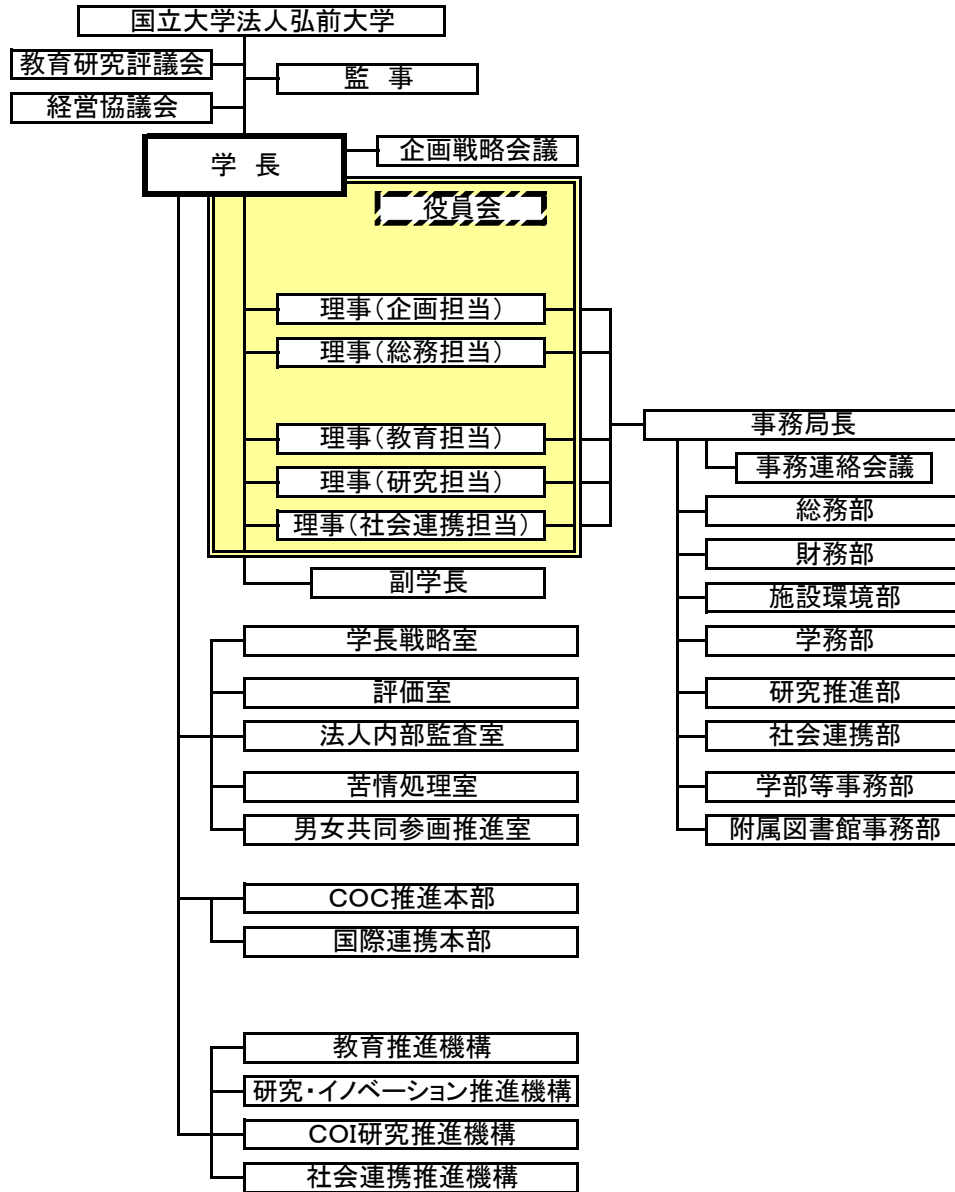 国立大学法人弘前大学
教育研究評議会
監 事
経営協議会
学 長
企画戦略会議
役員会
理事(企画担当)
理事(総務担当)
理事(教育担当)
理事(研究担当)
理事(社会連携担当)
副学長
事務局長
事務連絡会議
総務部
財務部
施設環境部
学務部
研究推進部
社会連携部
学部等事務部
附属図書館事務部
学長戦略室
評価室
法人内部監査室
苦情処理室
男女共同参画推進室
COC推進本部
国際連携本部
教育推進機構
研究・イノベーション推進機構
COI研究推進機構
社会連携推進機構